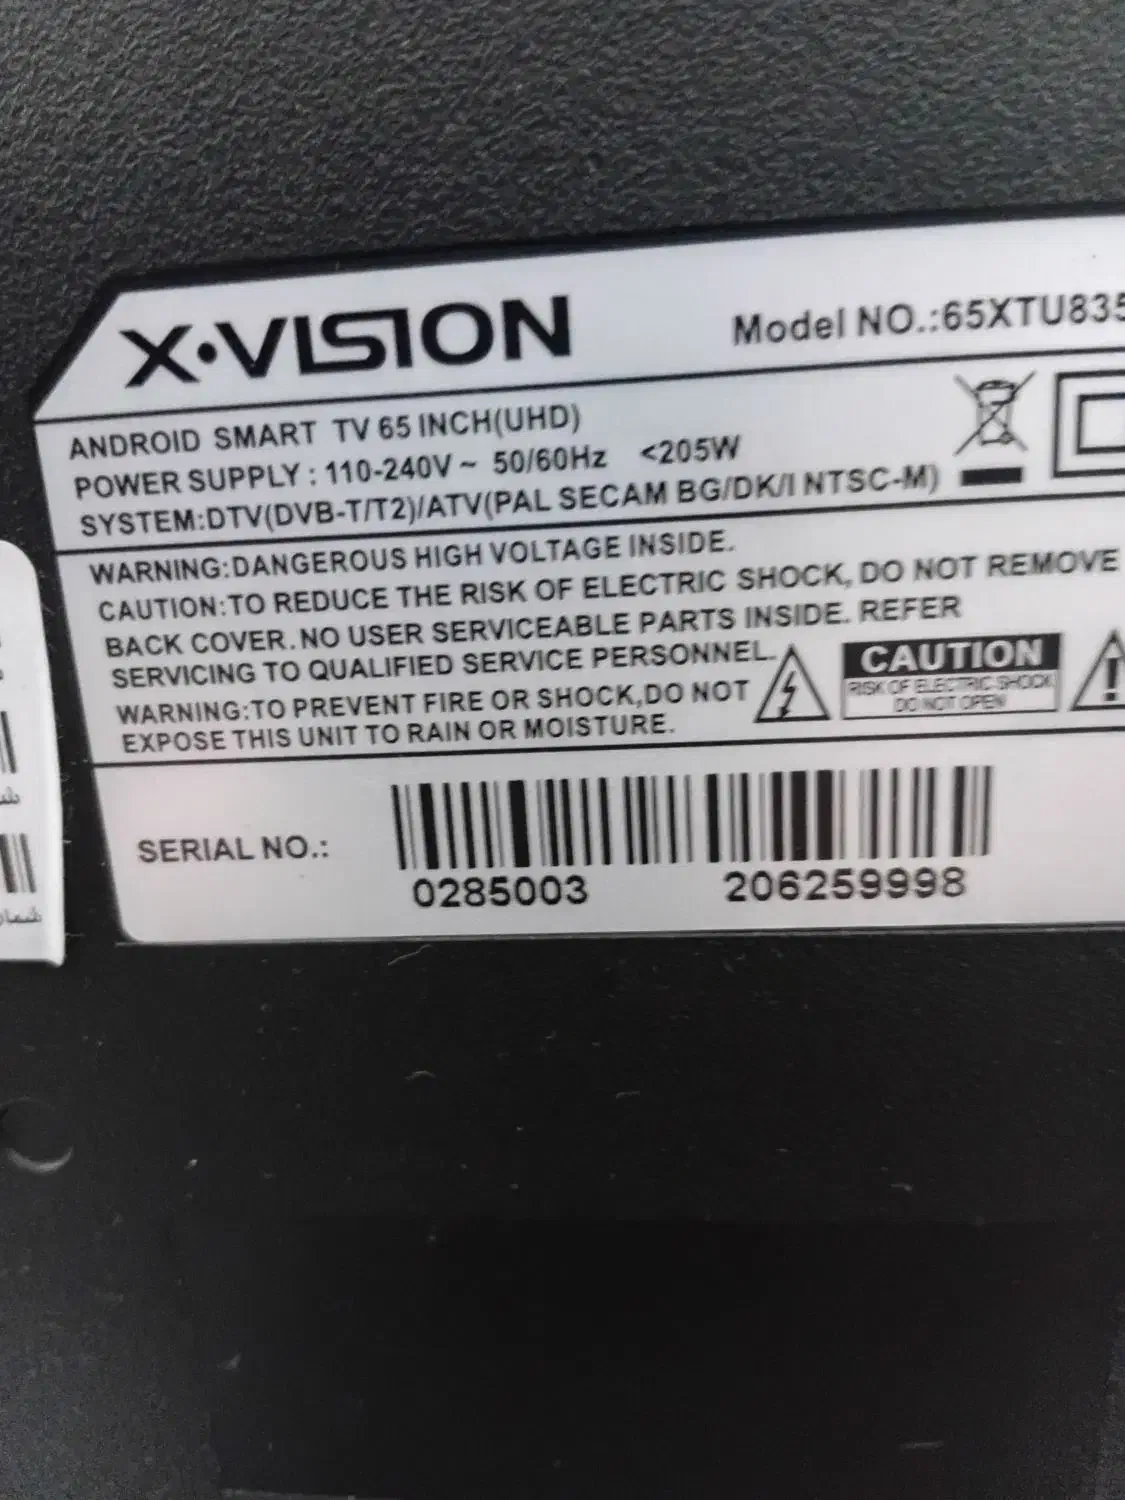 X·VISION
Model NO.:65XTU835
ANDROID SMART TV 65 INCH(UHD)
POWER SUPPLY : 110-240V ~ 50/60Hz <205W
SYSTEM:DTV(DVB-T/T2)/ATV(PAL SECAM BG/DK/I NTSC-M)
WARNING:DANGEROUS HIGH VOLTAGE INSIDE.
CAUTION:TO REDUCE THE RISK OF ELECTRIC SHOCK, DO NOT REMOVE
BACK COVER. NO USER SERVICEABLE PARTS INSIDE. REFER
SERVICING TO QUALIFIED SERVICE PERSONNEL.
WARNING:TO PREVENT FIRE OR SHOCK,DO NOT
EXPOSE THIS UNIT TO RAIN OR MOISTURE.
CAUTION
RISK OF ELECTRIC SHOCK
DO NOT OPEN
SERIAL NO.:
0285003 206259998